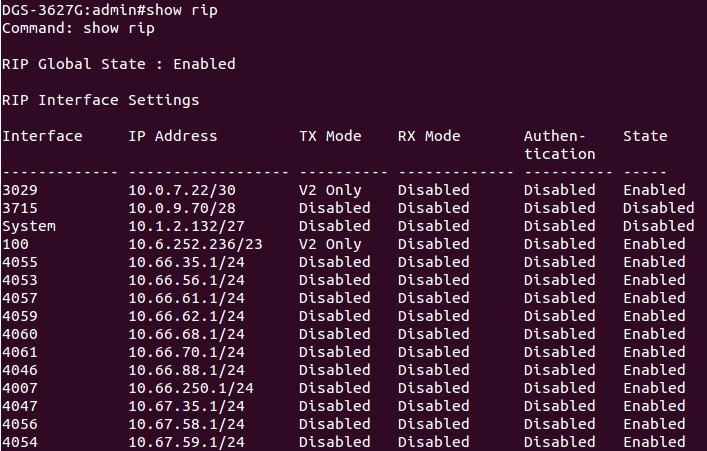 DGS-3627G:admin#show rip
Command: show rip
RIP Global State : Enabled
RIP Interface Settings
Interface     IP Address        TX Mode    RX Mode       Authen-    State
                                                         tication
------------- ----------------- ---------- ------------- ---------- -----
3029          10.0.7.22/30      V2 Only    Disabled      Disabled   Enabled
3715          10.0.9.70/28      Disabled   Disabled      Disabled   Disabled
System        10.1.2.132/27     Disabled   Disabled      Disabled   Disabled
100           10.6.252.236/23   V2 Only    Disabled      Disabled   Enabled
4055          10.66.35.1/24     Disabled   Disabled      Disabled   Enabled
4053          10.66.56.1/24     Disabled   Disabled      Disabled   Enabled
4057          10.66.61.1/24     Disabled   Disabled      Disabled   Enabled
4059          10.66.62.1/24     Disabled   Disabled      Disabled   Enabled
4060          10.66.68.1/24     Disabled   Disabled      Disabled   Enabled
4061          10.66.70.1/24     Disabled   Disabled      Disabled   Enabled
4046          10.66.88.1/24     Disabled   Disabled      Disabled   Enabled
4007          10.66.250.1/24    Disabled   Disabled      Disabled   Enabled
4047          10.67.35.1/24     Disabled   Disabled      Disabled   Enabled
4056          10.67.58.1/24     Disabled   Disabled      Disabled   Enabled
4054          10.67.59.1/24     Disabled   Disabled      Disabled   Enabled